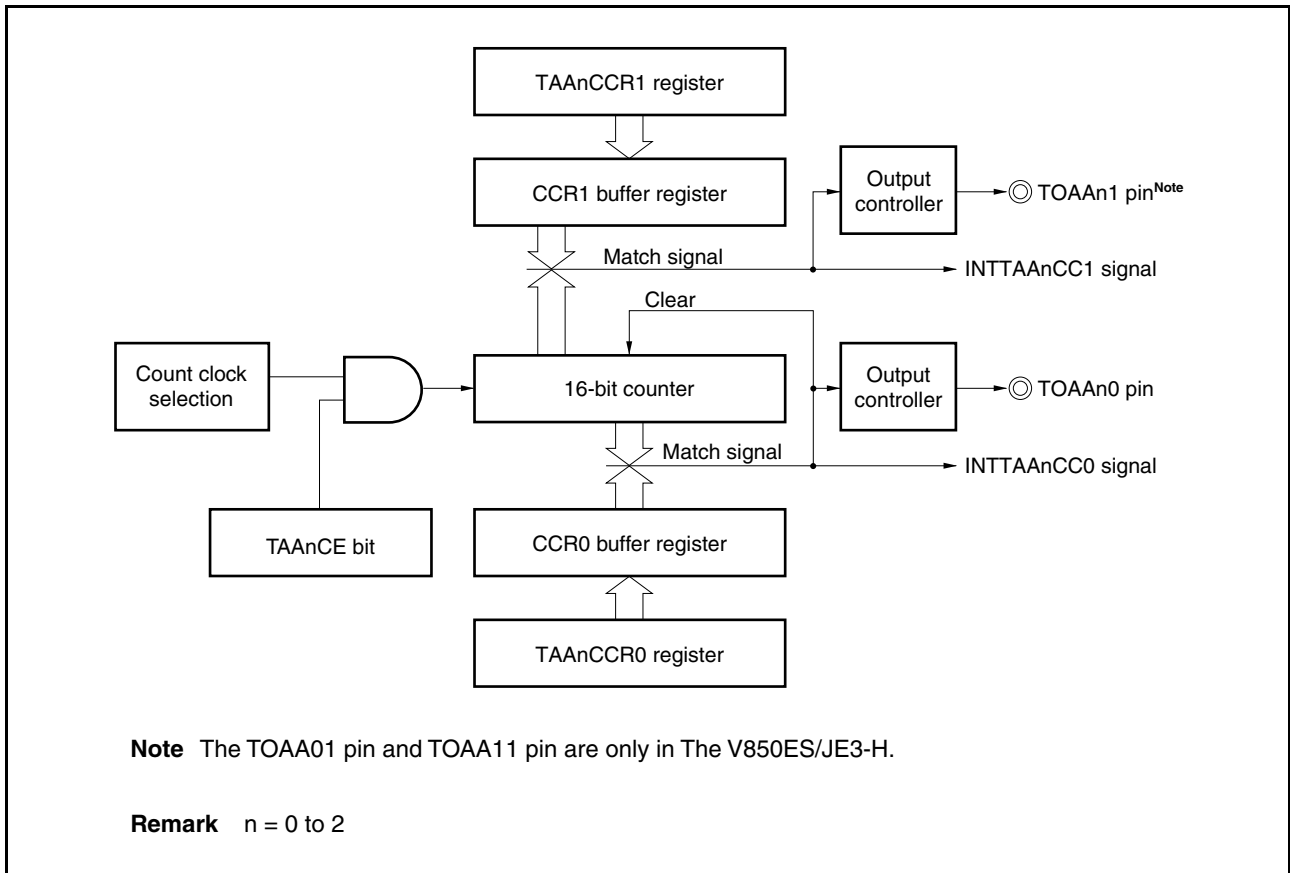 TAAnCCR1 register
CCR1 buffer register
Output
controller
TOAAn1 pinNote
Match signal
INTTAAnCC1 signal
Clear
Count clock
selection
16-bit counter
Output
controller
TOAAn0 pin
Match signal
INTTAAnCC0 signal
TAAnCE bit
CCR0 buffer register
TAAnCCR0 register
Note The TOAA01 pin and TOAA11 pin are only in The V850ES/JE3-H.
Remark n = 0 to 2